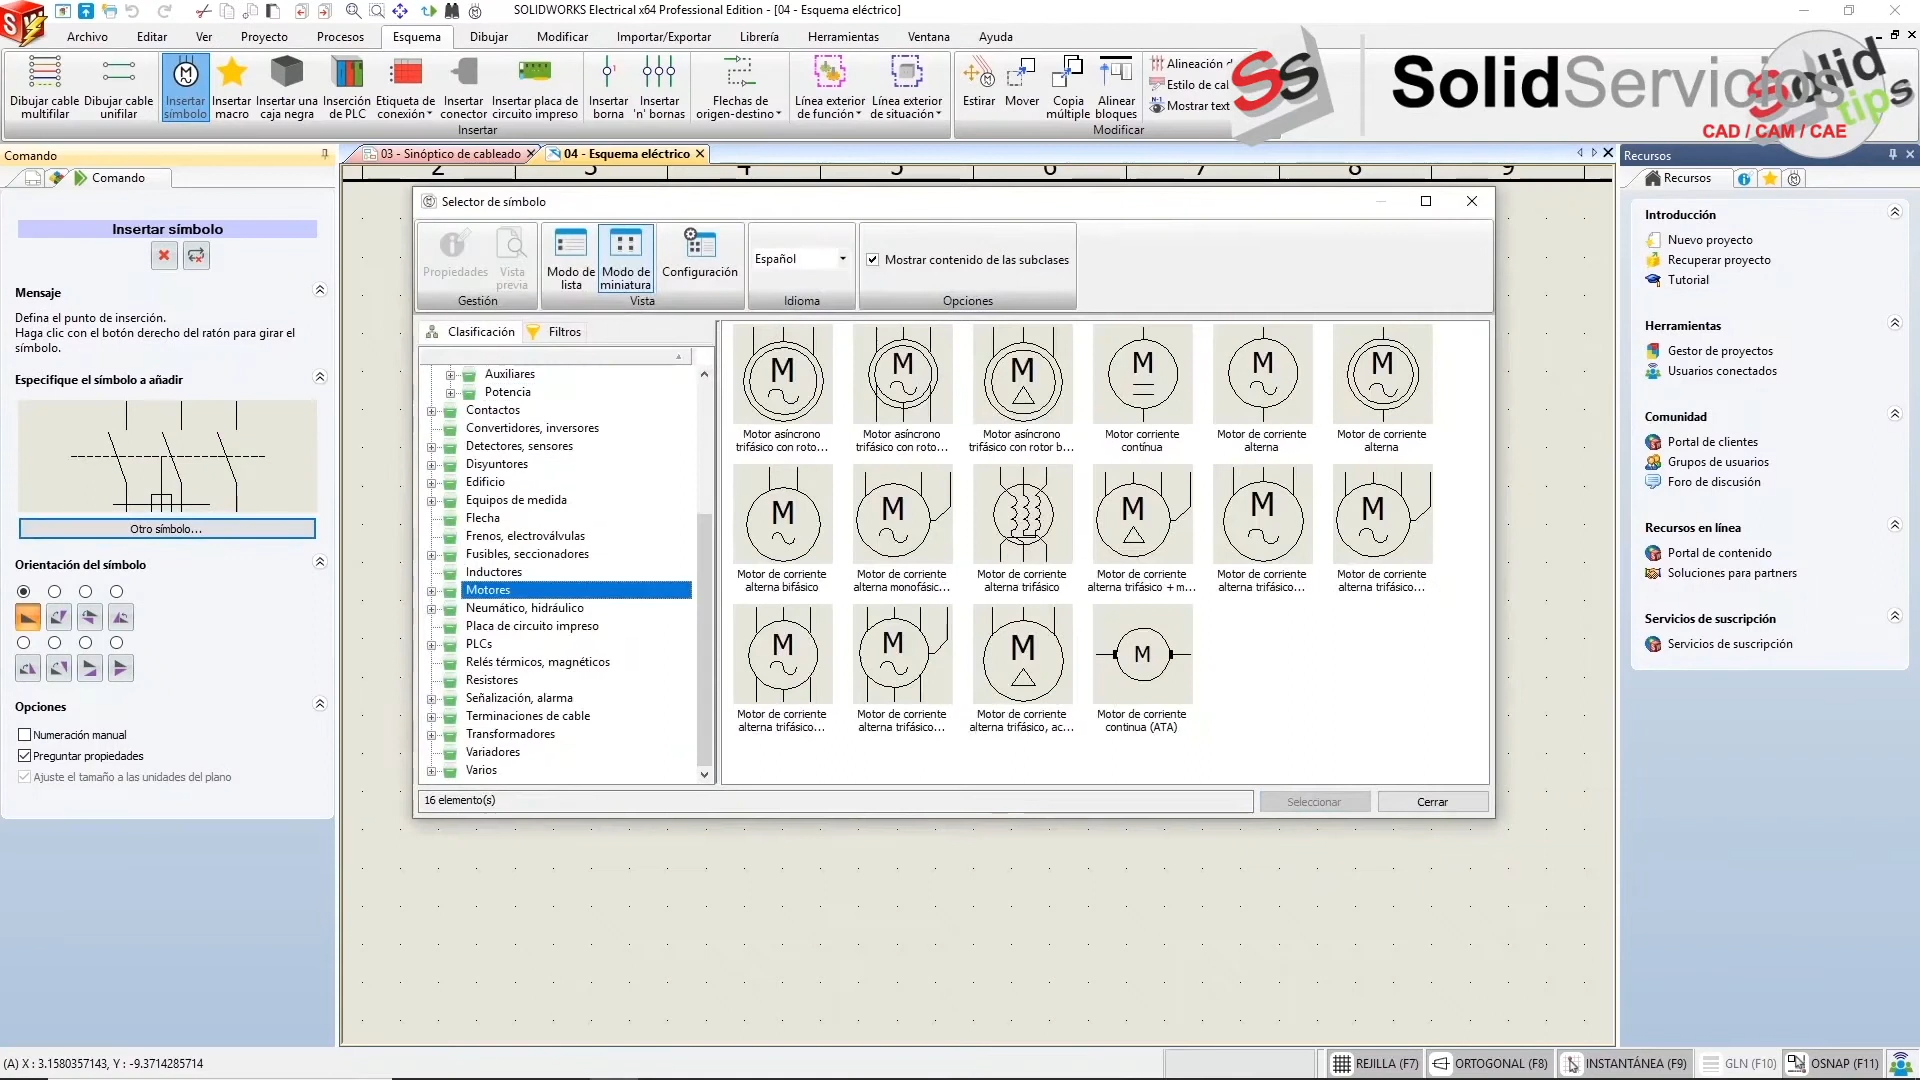 SOLIDWORKS Electrical x64 Professional Edition - [04 - Esquema eléctrico]
Archivo Editar Ver Proyecto Procesos Esquema Dibujar Modificar Importar/Exportar Librería Herramientas Ventana Ayuda
Dibujar cable multifilar
Dibujar cable unifilar
Insertar símbolo
Insertar macro
Insertar una caja negra
Inserción de PLC
Etiqueta de conexión
Insertar conector
Insertar placa de circuito impreso
Insertar borna
Insertar 'n' bornas
Flechas de origen-destino
Línea exterior de función
Línea exterior de situación
Insertar
Estirar
Mover
Copia múltiple
Alinear bloques
Alineación
Estilo de cal
Mostrar text
Modificar
SS
SolidServicios
Solid
tips
CAD / CAM / CAE
Comando
Comando
Insertar símbolo
Mensaje
Defina el punto de inserción.
Haga clic con el botón derecho del ratón para girar el
símbolo.
Especifique el símbolo a añadir
Otro símbolo...
Orientación del símbolo
Opciones
Numeración manual
Preguntar propiedades
Ajuste el tamaño a las unidades del plano
03 - Sinóptico de cableado
04 - Esquema eléctrico
2 3 4 5 6 7 8 9
Selector de símbolo
Propiedades
Vista previa
Gestión
Modo de lista
Modo de miniatura
Configuración
Vista
Español
Idioma
Mostrar contenido de las subclases
Opciones
Clasificación Filtros
Auxiliares
Potencia
Contactos
Convertidores, inversores
Detectores, sensores
Disyuntores
Edificio
Equipos de medida
Flecha
Frenos, electroválvulas
Fusibles, seccionadores
Inductores
Motores
Neumático, hidráulico
Placa de circuito impreso
PLCs
Relés térmicos, magnéticos
Resistores
Señalización, alarma
Terminaciones de cable
Transformadores
Variadores
Varios
M M M M M M
Motor asíncrono trifásico con roto...
Motor asíncrono trifásico con roto...
Motor asíncrono trifásico con rotor b...
Motor corriente contínua
Motor de corriente alterna
Motor de corriente alterna
M M M M M
Motor de corriente alterna bifásico
Motor de corriente alterna monofásic...
Motor de corriente alterna trifásico
Motor de corriente alterna trifásico + m...
Motor de corriente alterna trifásico...
Motor de corriente alterna trifásico...
M M M M
Motor de corriente alterna trifásico...
Motor de corriente alterna trifásico...
Motor de corriente alterna trifásico, ac...
Motor de corriente continua (ATA)
16 elemento(s)
Seleccionar
Cerrar
Recursos
Recursos
Introducción
Nuevo proyecto
Recuperar proyecto
Tutorial
Herramientas
Gestor de proyectos
Usuarios conectados
Comunidad
Portal de clientes
Grupos de usuarios
Foro de discusión
Recursos en línea
Portal de contenido
Soluciones para partners
Servicios de suscripción
Servicios de suscripción
(A) X : 3.1580357143, Y : -9.3714285714
REJILLA (F7) ORTOGONAL (F8) INSTANTÁNEA (F9) GLN (F10) OSNAP (F11)